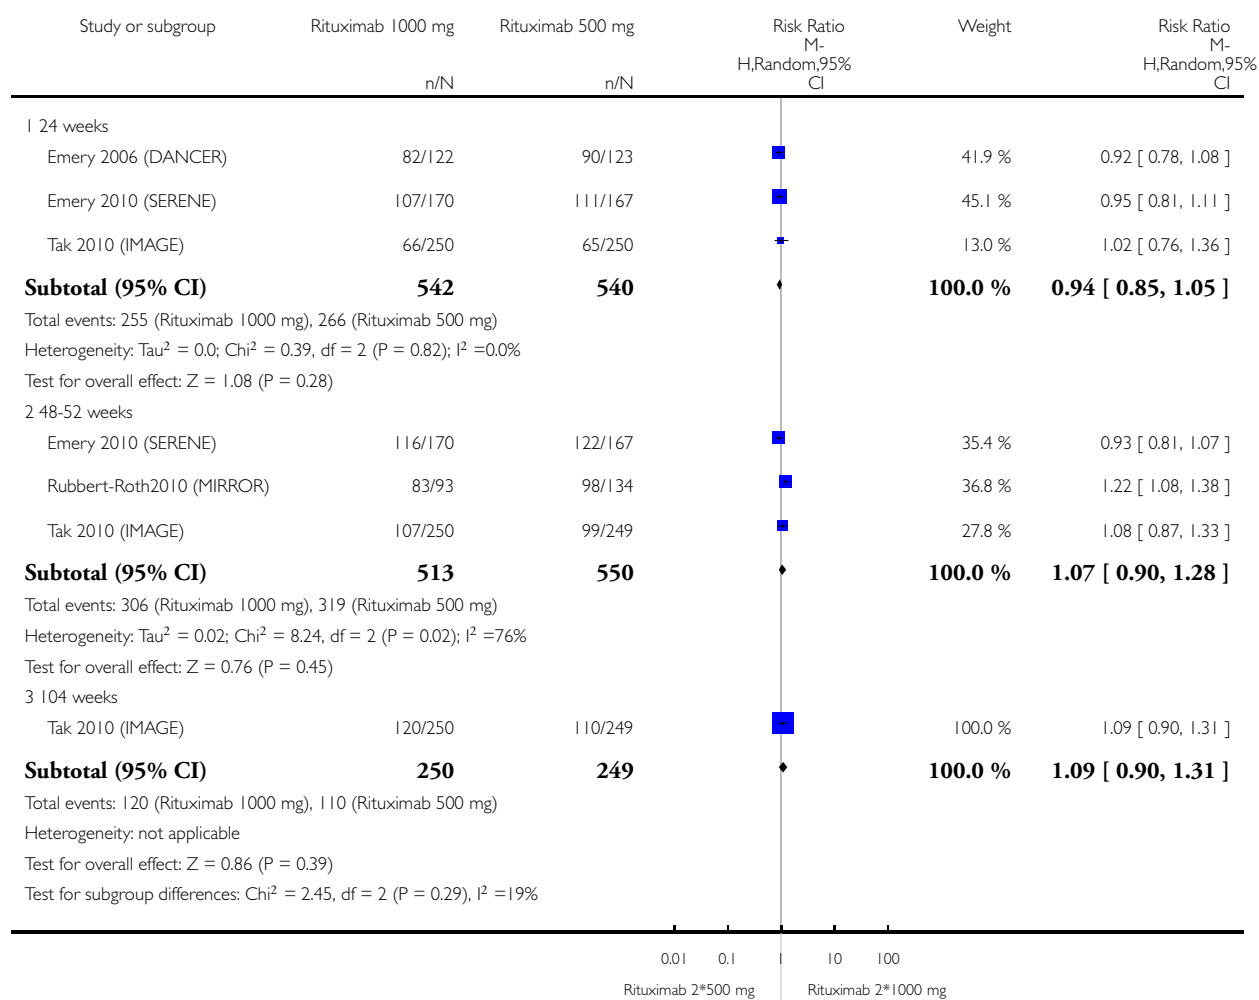 Study or subgroup Rituximab 1000 mg Rituximab 500 mg Risk Ratio Weight Risk Ratio
M- M-
H,Random,95% H,Random,95%
n/N n/N CI CI
1 24 weeks
Emery 2006 (DANCER) 82/122 90/123 41.9 % 0.92 [ 0.78, 1.08 ]
Emery 2010 (SERENE) 107/170 111/167 45.1 % 0.95 [ 0.81, 1.11 ]
Tak 2010 (IMAGE) 66/250 65/250 13.0 % 1.02 [ 0.76, 1.36 ]
Subtotal (95% CI) 542 540 100.0 % 0.94 [ 0.85, 1.05 ]
Total events: 255 (Rituximab 1000 mg), 266 (Rituximab 500 mg)
Heterogeneity: Tau² = 0.0; Chi² = 0.39, df = 2 (P = 0.82); I² =0.0%
Test for overall effect: Z = 1.08 (P = 0.28)
2 48-52 weeks
Emery 2010 (SERENE) 116/170 122/167 35.4 % 0.93 [ 0.81, 1.07 ]
Rubbert-Roth2010 (MIRROR) 83/93 98/134 36.8 % 1.22 [ 1.08, 1.38 ]
Tak 2010 (IMAGE) 107/250 99/249 27.8 % 1.08 [ 0.87, 1.33 ]
Subtotal (95% CI) 513 550 100.0 % 1.07 [ 0.90, 1.28 ]
Total events: 306 (Rituximab 1000 mg), 319 (Rituximab 500 mg)
Heterogeneity: Tau² = 0.02; Chi² = 8.24, df = 2 (P = 0.02); I² =76%
Test for overall effect: Z = 0.76 (P = 0.45)
3 104 weeks
Tak 2010 (IMAGE) 120/250 110/249 100.0 % 1.09 [ 0.90, 1.31 ]
Subtotal (95% CI) 250 249 100.0 % 1.09 [ 0.90, 1.31 ]
Total events: 120 (Rituximab 1000 mg), 110 (Rituximab 500 mg)
Heterogeneity: not applicable
Test for overall effect: Z = 0.86 (P = 0.39)
Test for subgroup differences: Chi² = 2.45, df = 2 (P = 0.29), I² =19%
0.01 0.1 1 10 100
Rituximab 2*500 mg Rituximab 2*1000 mg